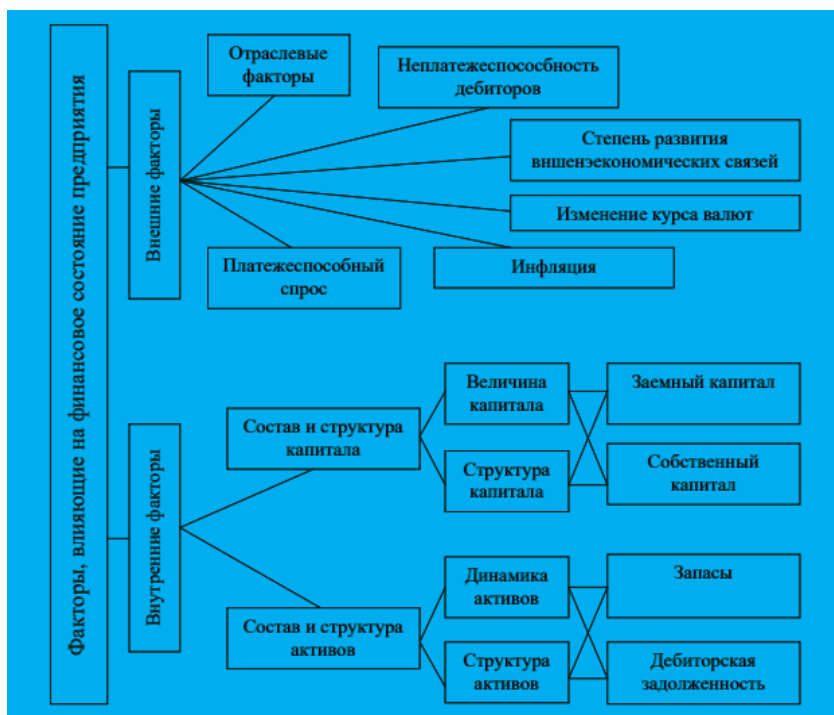 Факторы, влияющие на финансовое состояние предприятия
Внешние факторы
Отраслевые
факторы
Неплатежеспососбность
дебиторов
Степень развития
вншенэекономических связей
Изменение курса валют
Инфляция
Платежеспособный
спрос
Внутренние факторы
Состав и структура
капитала
Величина
капитала
Структура
капитала
Заемный капитал
Собственный
капитал
Состав и структура
активов
Динамика
активов
Структура
активов
Запасы
Дебиторская
задолженность